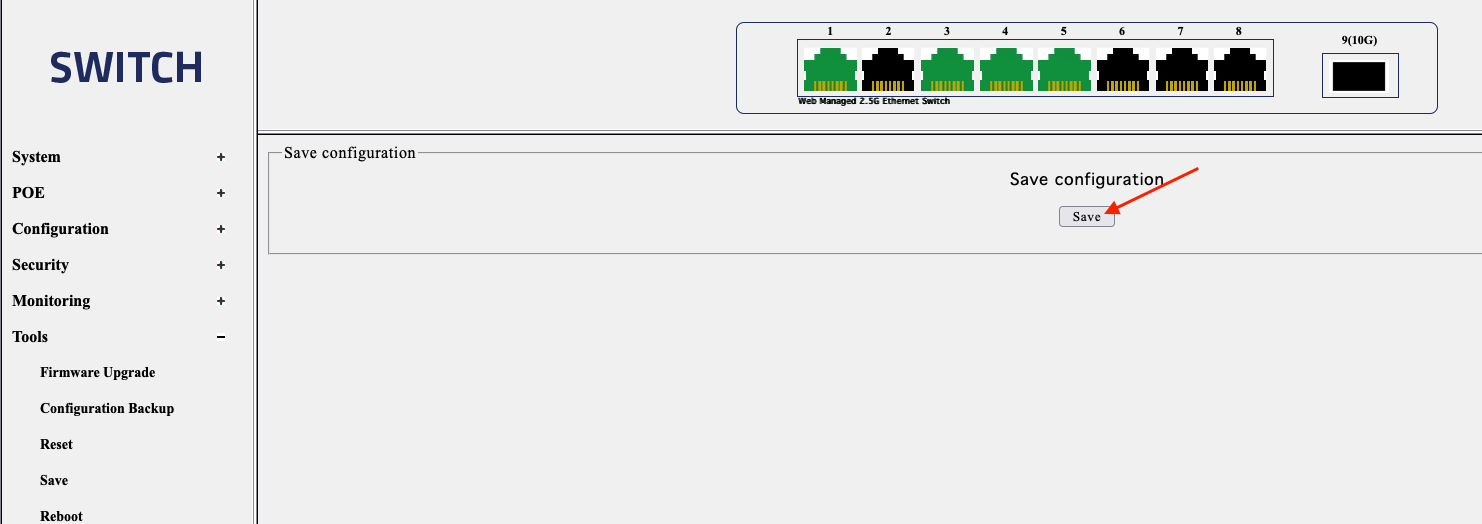 SWITCH
System +
POE +
Configuration +
Security +
Monitoring +
Tools −
Firmware Upgrade
Configuration Backup
Reset
Save
Reboot
1 2 3 4 5 6 7 8
9(10G)
Web Managed 2.5G Ethernet Switch
Save configuration
Save configuration
Save